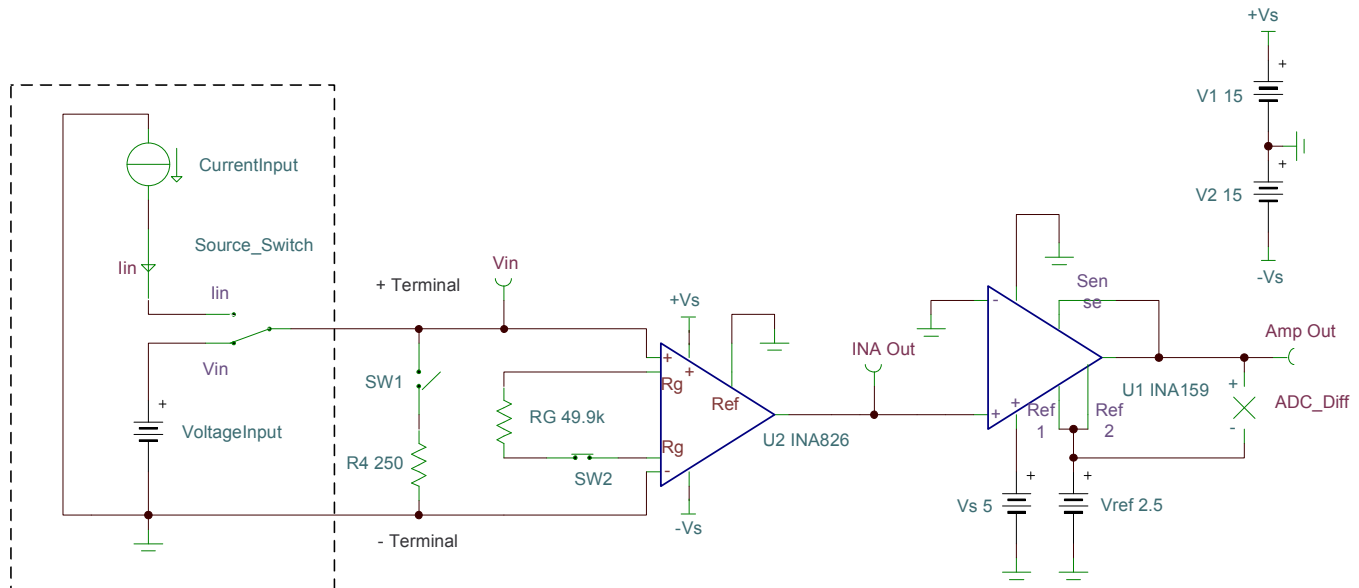 +Vs
+
V1 15
+
V2 15
-Vs
CurrentInput
Source_Switch
Iin
Iin
Vin
+
VoltageInput
+ Terminal
Vin
SW1
R4 250
- Terminal
RG 49.9k
SW2
+Vs
+
+
Rg
Ref
Rg
-
-Vs
U2 INA826
INA Out
-
Sen
se
+
+
Ref
1
Ref
2
U1 INA159
Amp Out
+
ADC_Diff
-
+
Vs 5
+
Vref 2.5